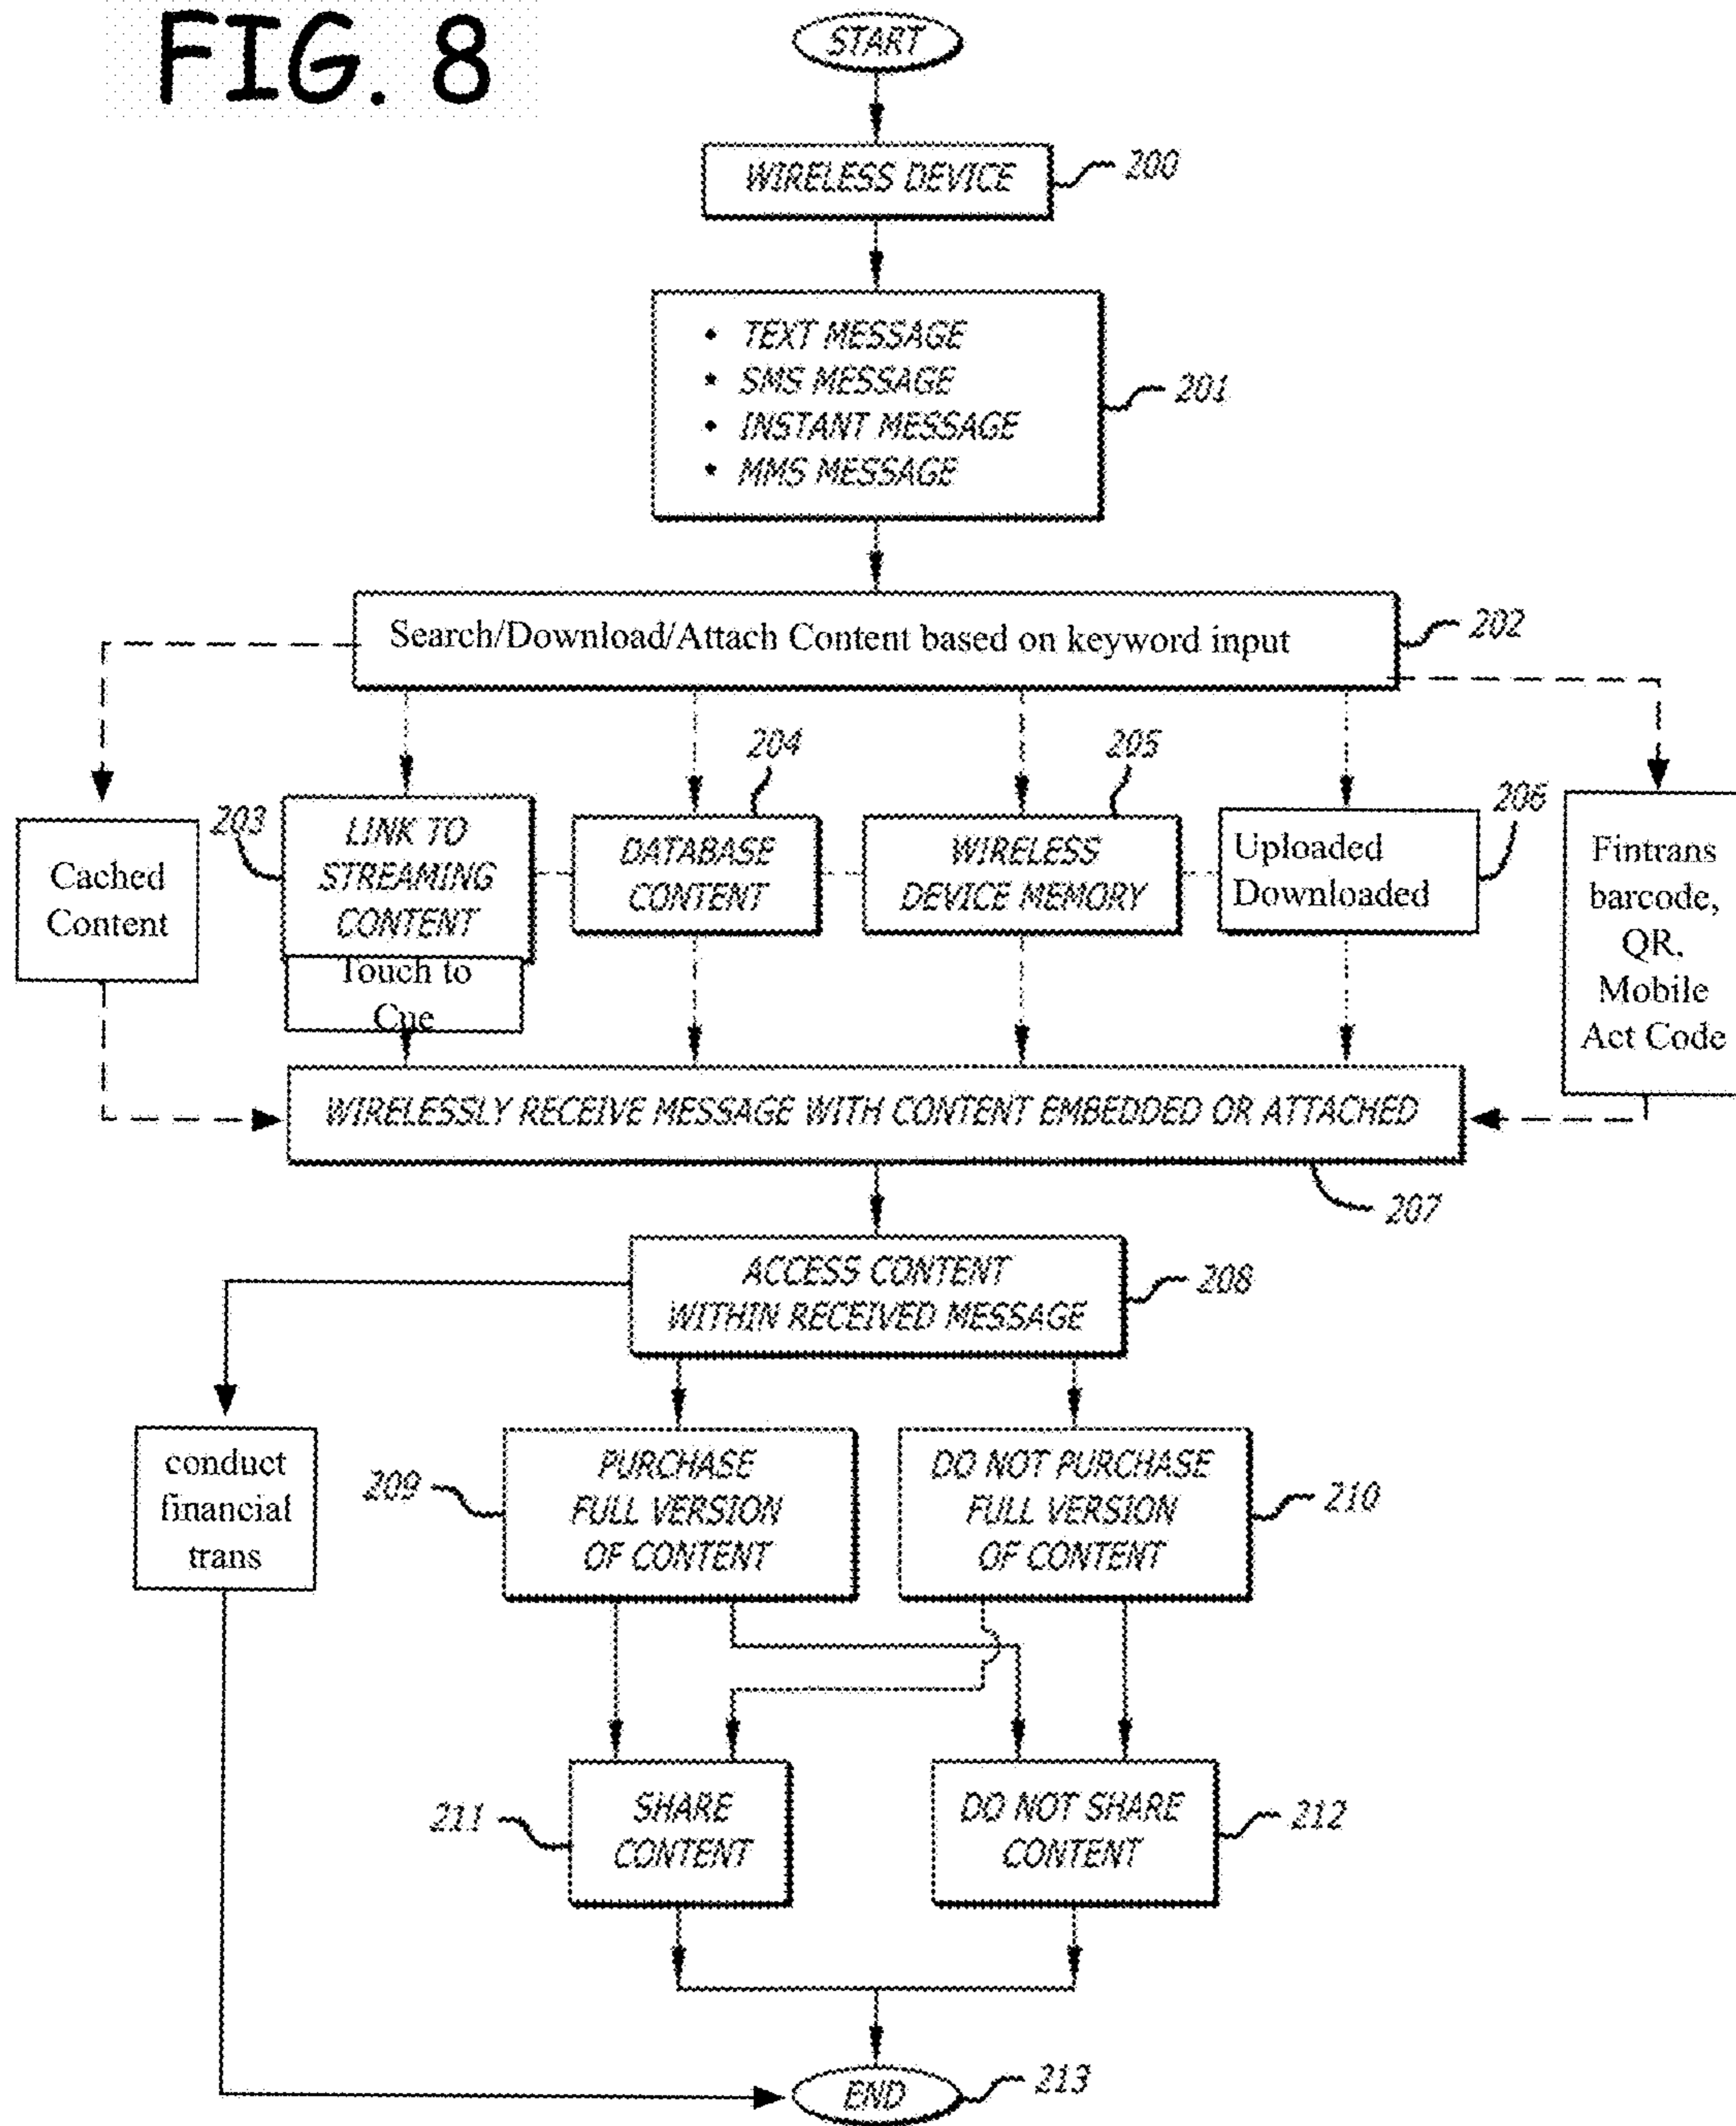 FIG. 8
START
WIRELESS DEVICE
200
• TEXT MESSAGE
• SMS MESSAGE
• INSTANT MESSAGE
• MMS MESSAGE
201
Search/Download/Attach Content based on keyword input
202
Cached
Content
203
LINK TO
STREAMING
CONTENT
Touch to
Cue
204
DATABASE
CONTENT
205
WIRELESS
DEVICE MEMORY
206
Uploaded
Downloaded
Fintrans
barcode,
QR,
Mobile
Act Code
WIRELESSLY RECEIVE MESSAGE WITH CONTENT EMBEDDED OR ATTACHED
207
ACCESS CONTENT
WITHIN RECEIVED MESSAGE
208
conduct
financial
trans
209
PURCHASE
FULL VERSION
OF CONTENT
DO NOT PURCHASE
FULL VERSION
OF CONTENT
210
211
SHARE
CONTENT
DO NOT SHARE
CONTENT
212
END
213